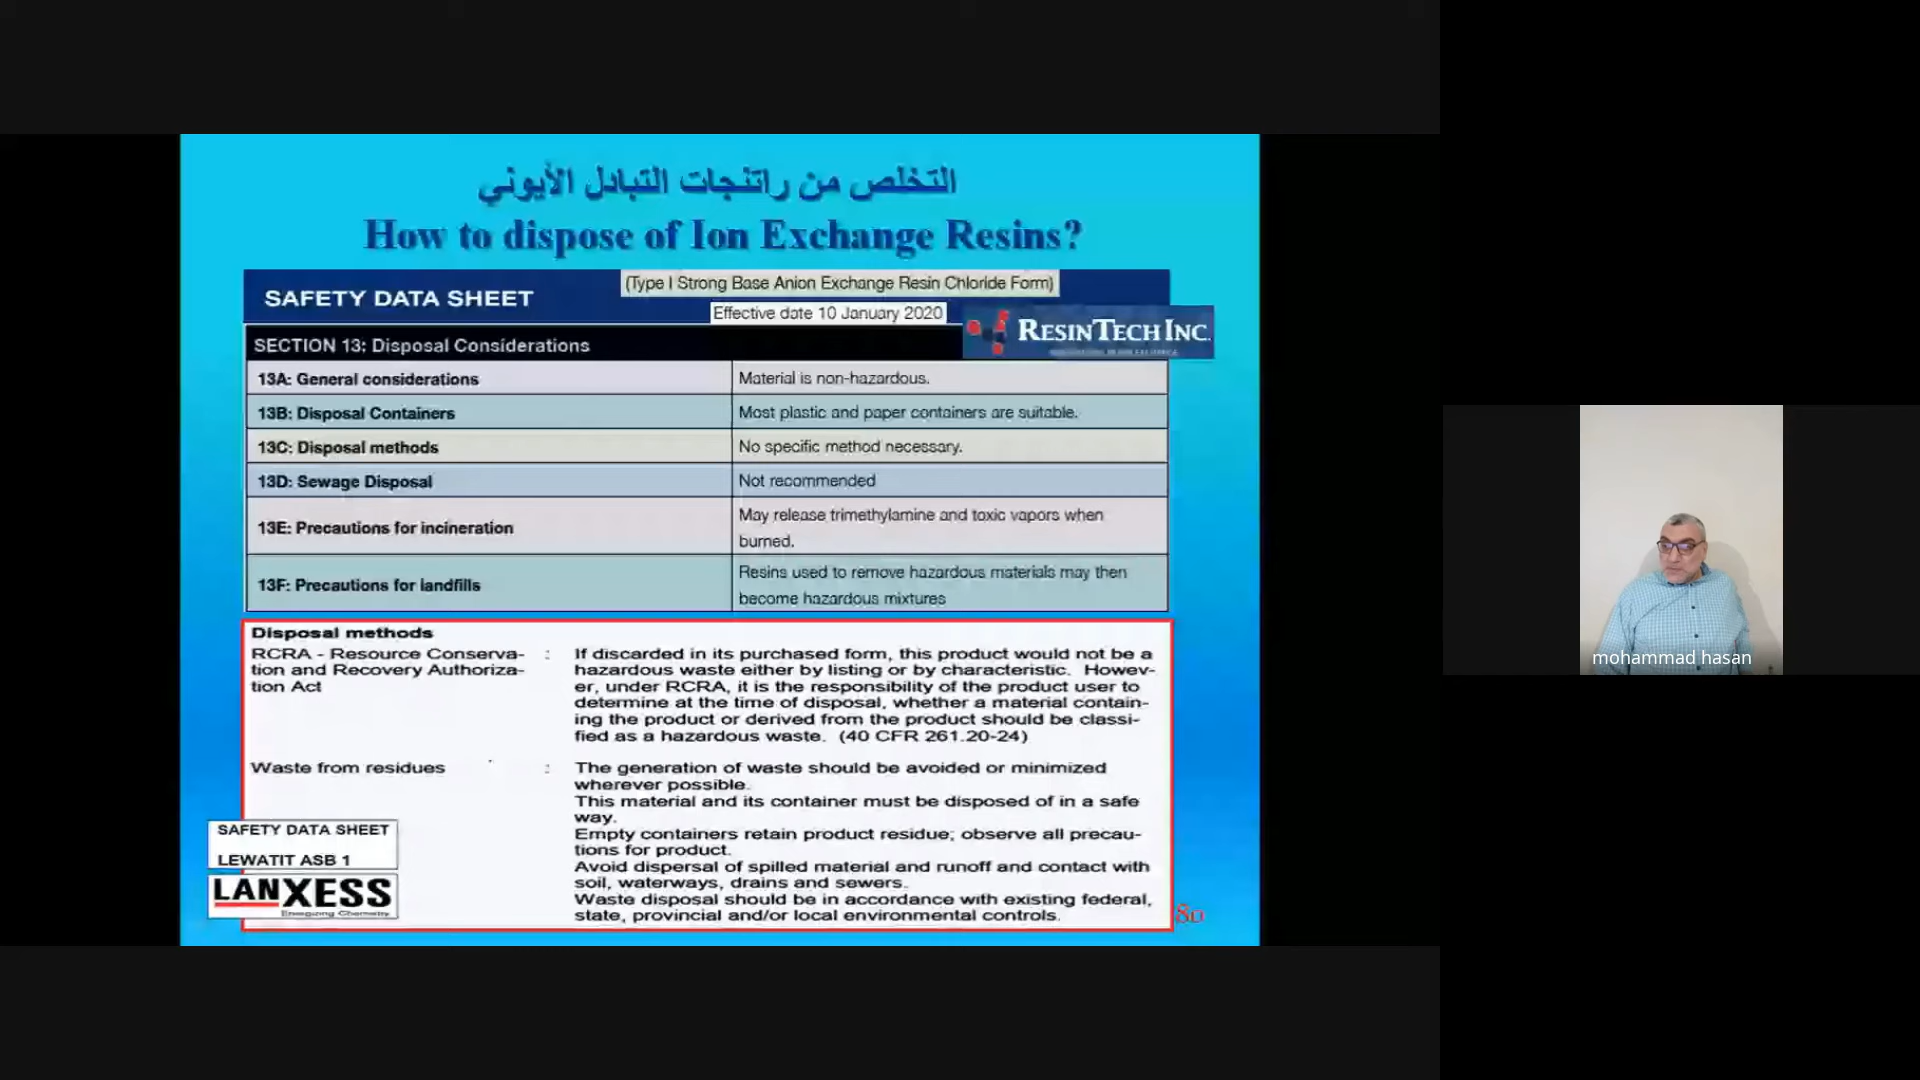 التخلص من راتنجات التبادل الأيوني
How to dispose of Ion Exchange Resins?
SAFETY DATA SHEET
(Type I Strong Base Anion Exchange Resin Chloride Form)
Effective date 10 January 2020
RESINTECH INC.
SECTION 13: Disposal Considerations
13A: General considerations
Material is non-hazardous.
13B: Disposal Containers
Most plastic and paper containers are suitable.
13C: Disposal methods
No specific method necessary.
13D: Sewage Disposal
Not recommended
13E: Precautions for incineration
May release trimethylamine and toxic vapors when
burned.
13F: Precautions for landfills
Resins used to remove hazardous materials may then
become hazardous mixtures
Disposal methods
RCRA - Resource Conserva-
tion and Recovery Authoriza-
tion Act
:
If discarded in its purchased form, this product would not be a
hazardous waste either by listing or by characteristic. Howev-
er, under RCRA, it is the responsibility of the product user to
determine at the time of disposal, whether a material contain-
ing the product or derived from the product should be classi-
fied as a hazardous waste. (40 CFR 261.20-24)
Waste from residues
:
The generation of waste should be avoided or minimized
wherever possible.
This material and its container must be disposed of in a safe
way.
Empty containers retain product residue; observe all precau-
tions for product.
Avoid dispersal of spilled material and runoff and contact with
soil, waterways, drains and sewers.
Waste disposal should be in accordance with existing federal,
state, provincial and/or local environmental controls.
SAFETY DATA SHEET
LEWATIT ASB 1
LANXESS
Energizing Chemistry
80
mohammad hasan